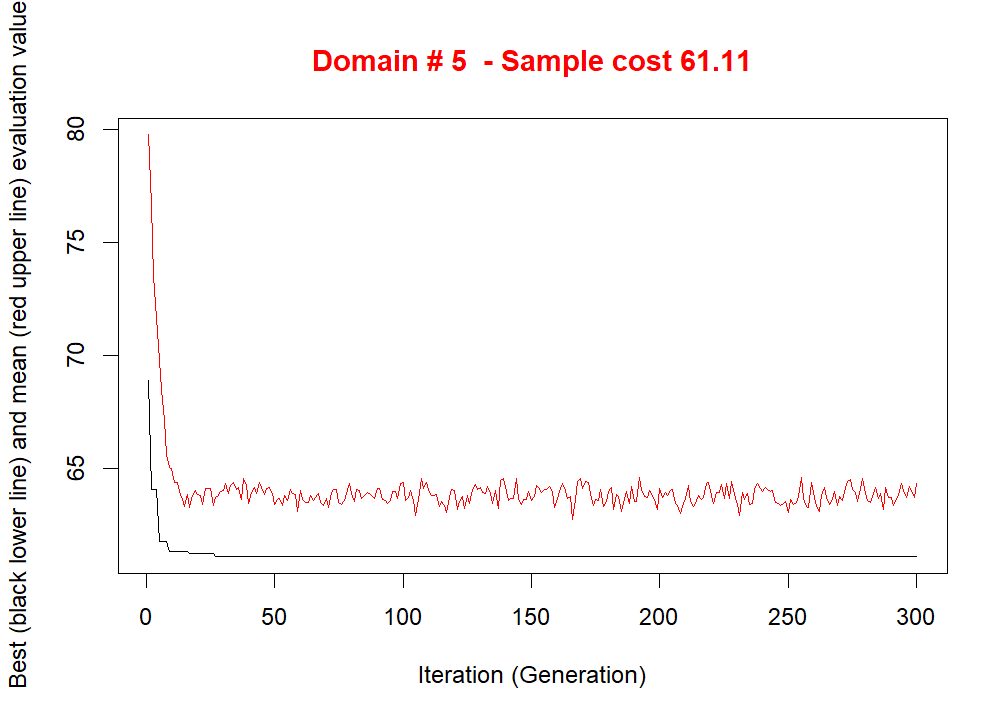 Domain # 5  - Sample cost 61.11
Best (black lower line) and mean (red upper line) evaluation value
80
75
70
65
0 50 100 150 200 250 300
Iteration (Generation)